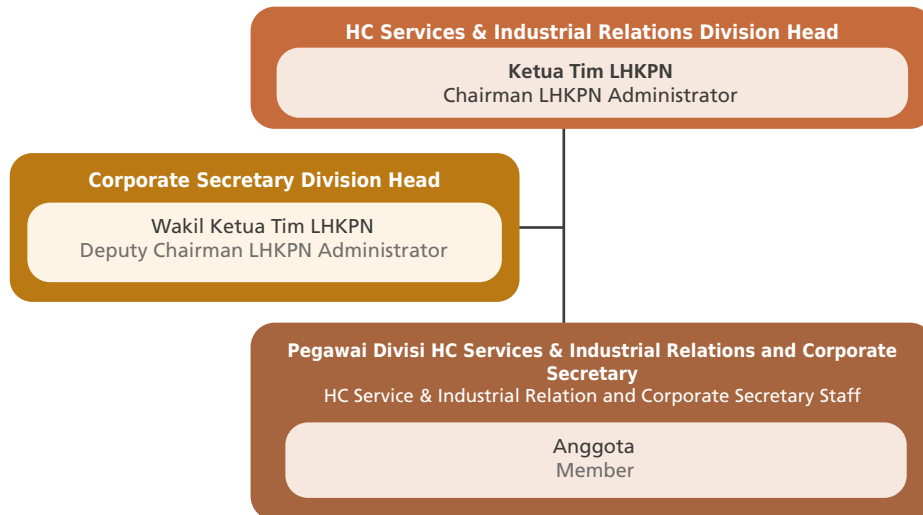 HC Services & Industrial Relations Division Head
Ketua Tim LHKPN
Chairman LHKPN Administrator
Corporate Secretary Division Head
Wakil Ketua Tim LHKPN
Deputy Chairman LHKPN Administrator
Pegawai Divisi HC Services & Industrial Relations and Corporate
Secretary
HC Service & Industrial Relation and Corporate Secretary Staff
Anggota
Member